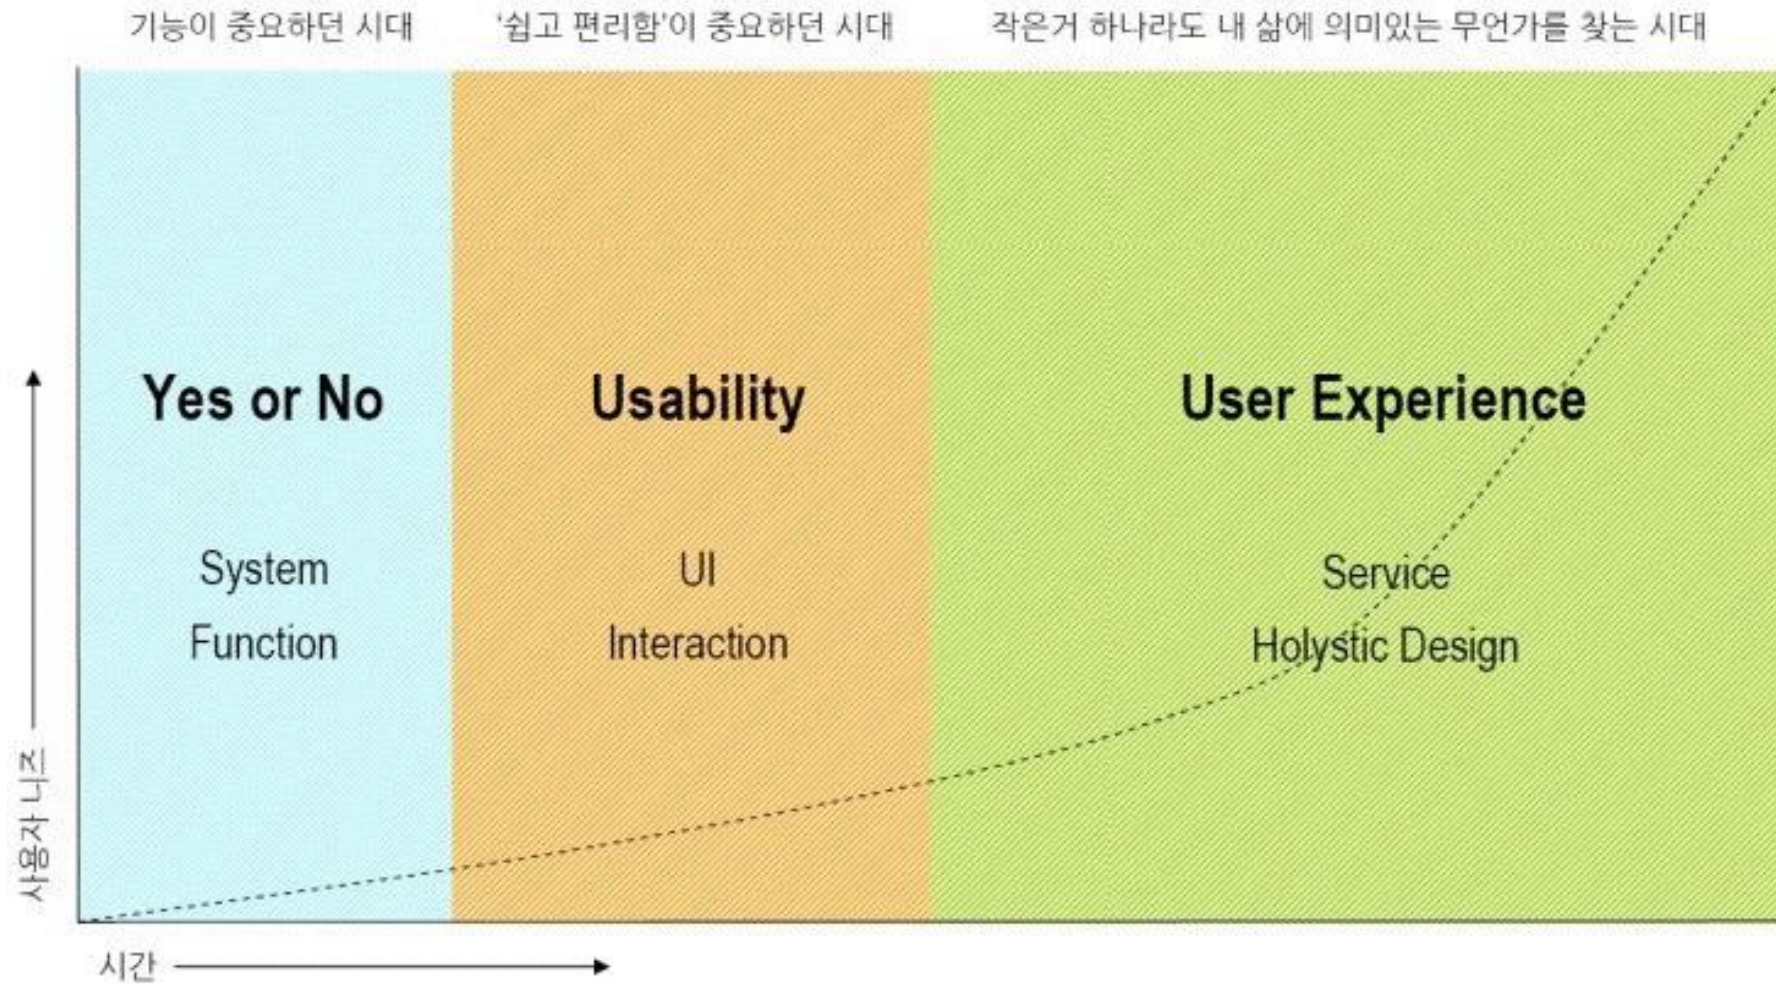 기능이 중요하던 시대
'쉽고 편리함'이 중요하던 시대
작은거 하나라도 내 삶에 의미있는 무언가를 찾는 시대
Yes or No
System
Function
Usability
UI
Interaction
User Experience
Service
Holystic Design
사용자 니즈
시간